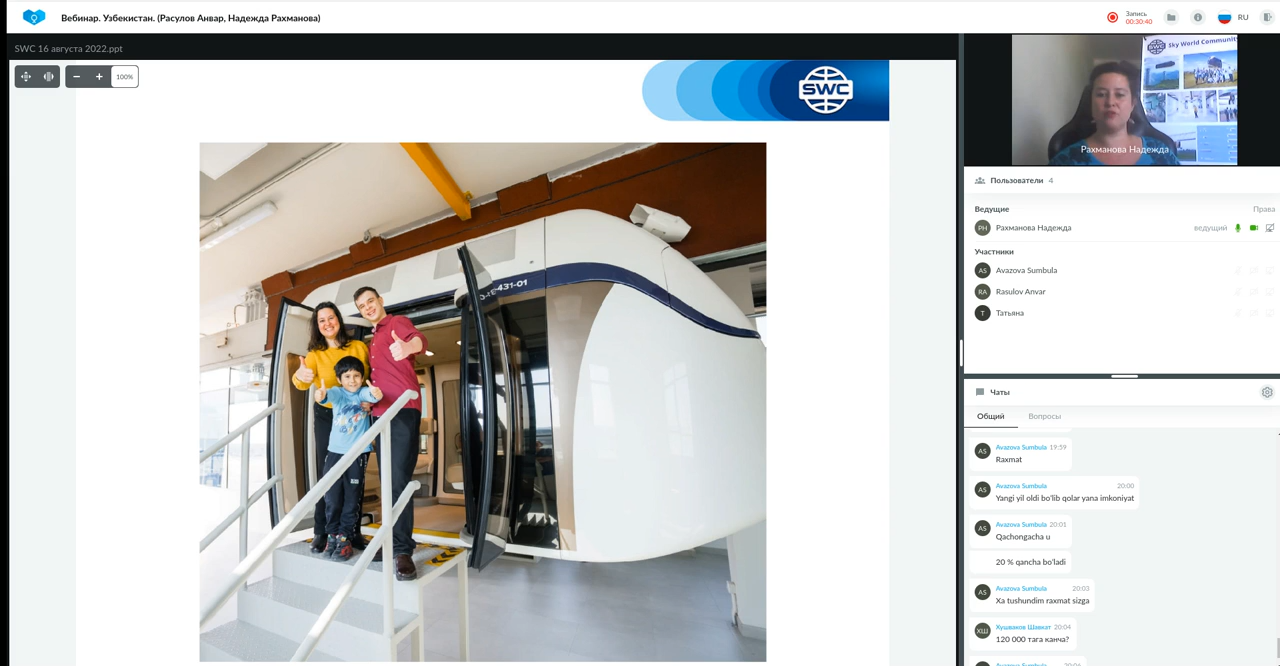 Вебинар. Узбекистан. (Расулов Анвар, Надежда Рахманова)
Запись
00:30:40
RU
SWC 16 августа 2022.ppt
100%
SWC
431-01
SWC
Sky World Community
Рахманова Надежда
Пользователи 4
Ведущие
Права
РН
Рахманова Надежда
ведущий
Участники
AS
Avazova Sumbula
RA
Rasulov Anvar
Т
Татьяна
Чаты
Общий
Вопросы
AS
Avazova Sumbula 19:59
Raxmat
AS
Avazova Sumbula 20:00
Yangi yil oldi bo'lib qolar yana imkoniyat
AS
Avazova Sumbula 20:01
Qachongacha u
20 % qancha bo'ladi
AS
Avazova Sumbula 20:03
Xa tushundim raxmat sizga
ХШ
Хушваков Шавкат 20:04
120 000 тага канча?
Avazova Sumbula